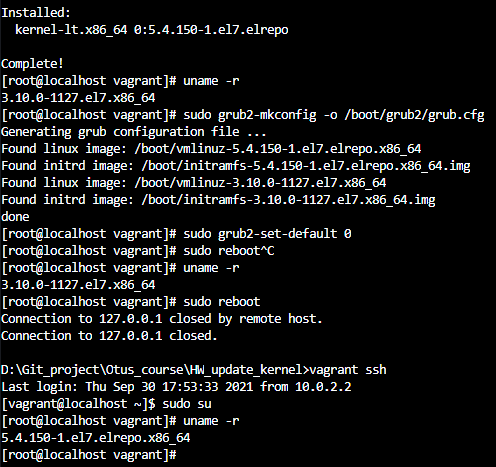 Installed:
  kernel-lt.x86_64 0:5.4.150-1.el7.elrepo

Complete!
[root@localhost vagrant]# uname -r
3.10.0-1127.el7.x86_64
[root@localhost vagrant]# sudo grub2-mkconfig -o /boot/grub2/grub.cfg
Generating grub configuration file ...
Found linux image: /boot/vmlinuz-5.4.150-1.el7.elrepo.x86_64
Found initrd image: /boot/initramfs-5.4.150-1.el7.elrepo.x86_64.img
Found linux image: /boot/vmlinuz-3.10.0-1127.el7.x86_64
Found initrd image: /boot/initramfs-3.10.0-1127.el7.x86_64.img
done
[root@localhost vagrant]# sudo grub2-set-default 0
[root@localhost vagrant]# sudo reboot^C
[root@localhost vagrant]# uname -r
3.10.0-1127.el7.x86_64
[root@localhost vagrant]# sudo reboot
Connection to 127.0.0.1 closed by remote host.
Connection to 127.0.0.1 closed.

D:\Git_project\Otus_course\HW_update_kernel>vagrant ssh
Last login: Thu Sep 30 17:53:33 2021 from 10.0.2.2
[vagrant@localhost ~]$ sudo su
[root@localhost vagrant]# uname -r
5.4.150-1.el7.elrepo.x86_64
[root@localhost vagrant]#